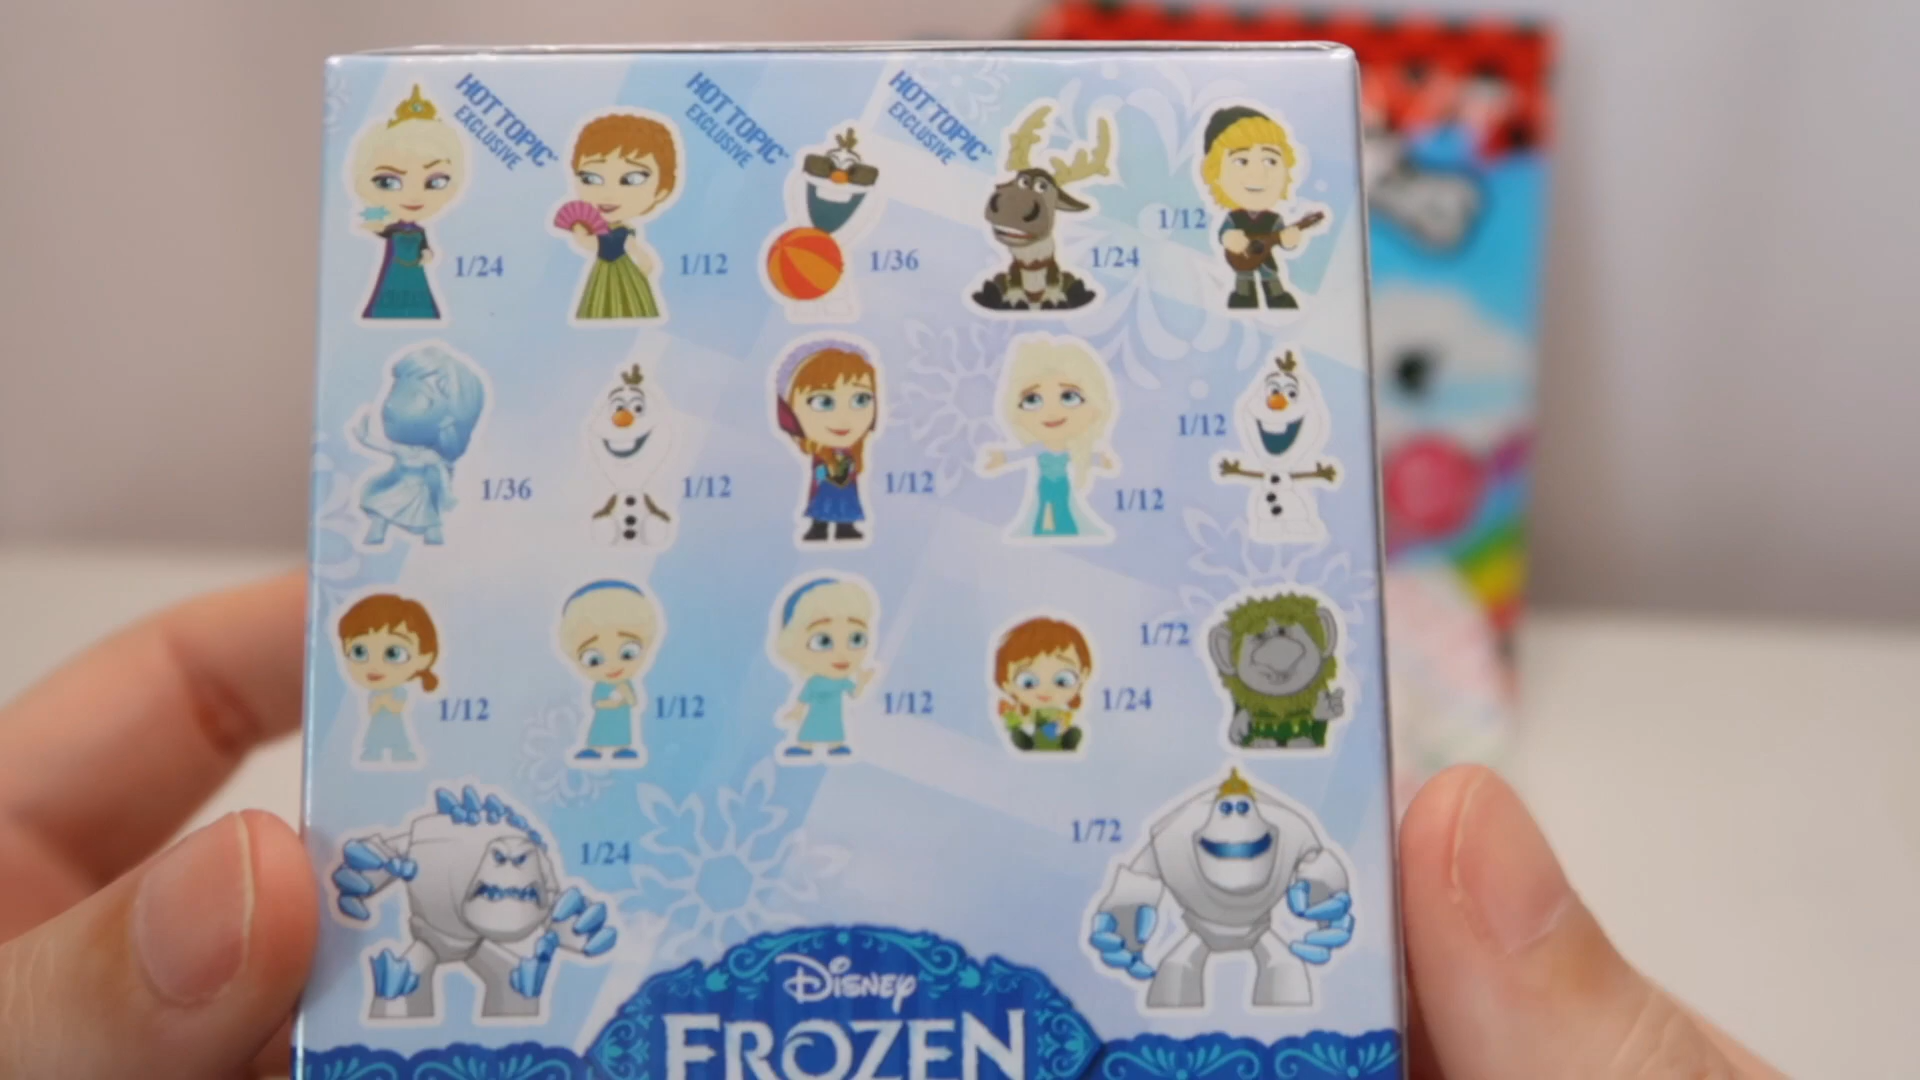 HOT TOPIC
EXCLUSIVE
HOT TOPIC
EXCLUSIVE
HOT TOPIC
EXCLUSIVE
1/24
1/12
1/36
1/24
1/12
1/36
1/12
1/12
1/12
1/12
1/12
1/12
1/12
1/24
1/72
1/24
1/72
DISNEY
FROZEN